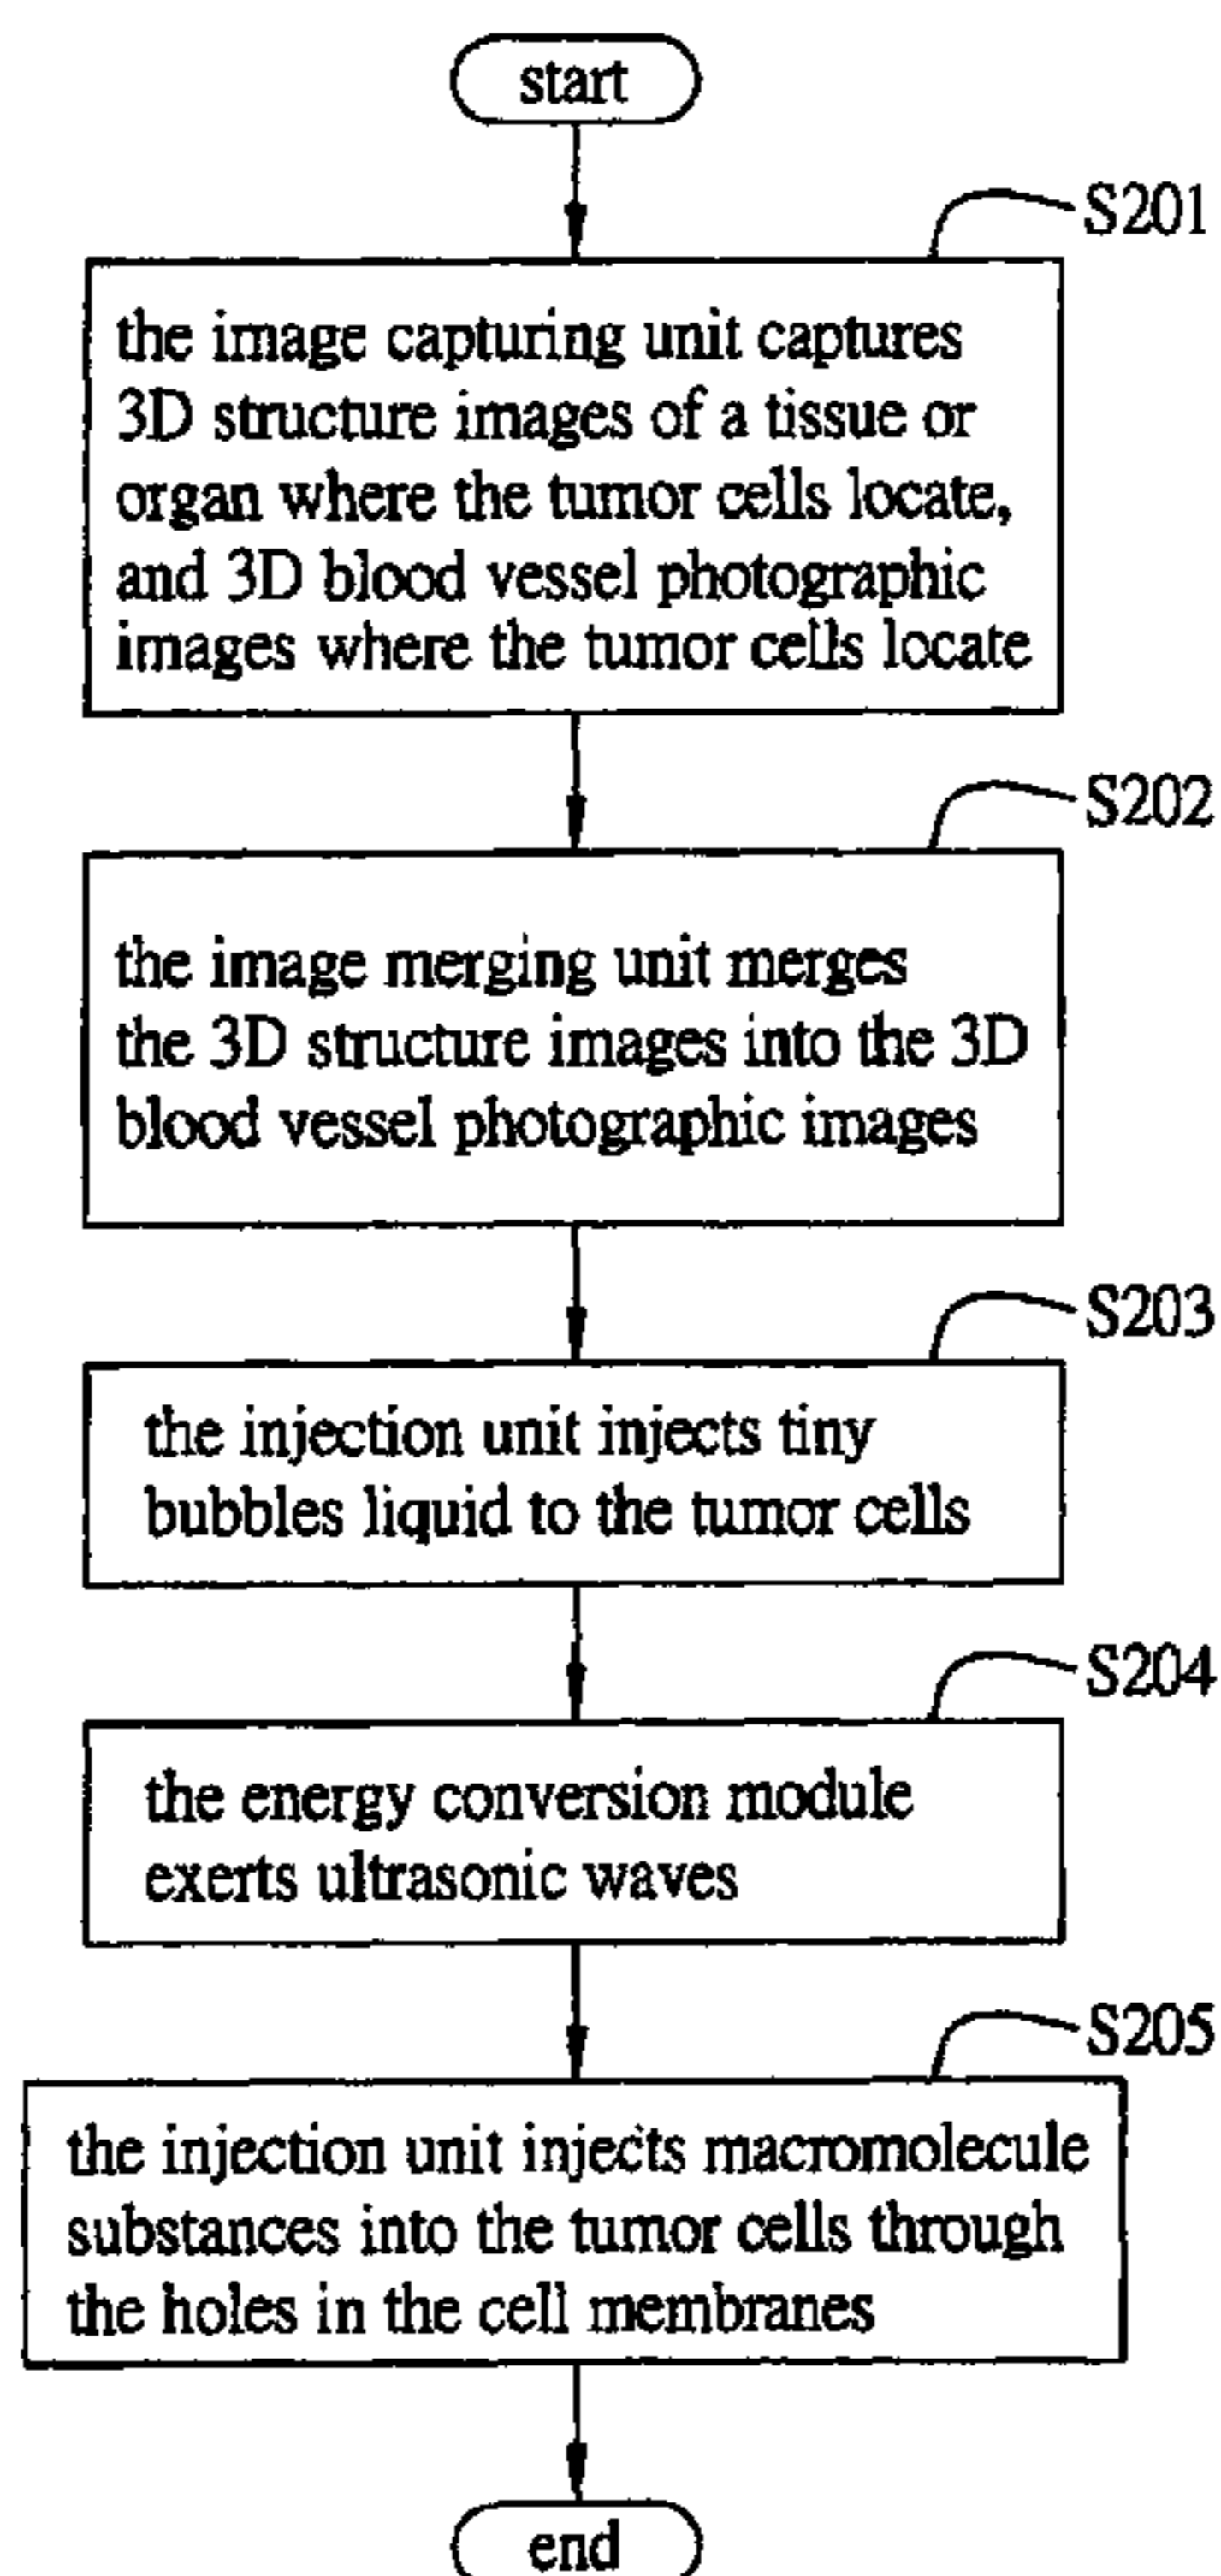 start
S201
the image capturing unit captures
3D structure images of a tissue or
organ where the tumor cells locate,
and 3D blood vessel photographic
images where the tumor cells locate
S202
the image merging unit merges
the 3D structure images into the 3D
blood vessel photographic images
S203
the injection unit injects tiny
bubbles liquid to the tumor cells
S204
the energy conversion module
exerts ultrasonic waves
S205
the injection unit injects macromolecule
substances into the tumor cells through
the holes in the cell membranes
end